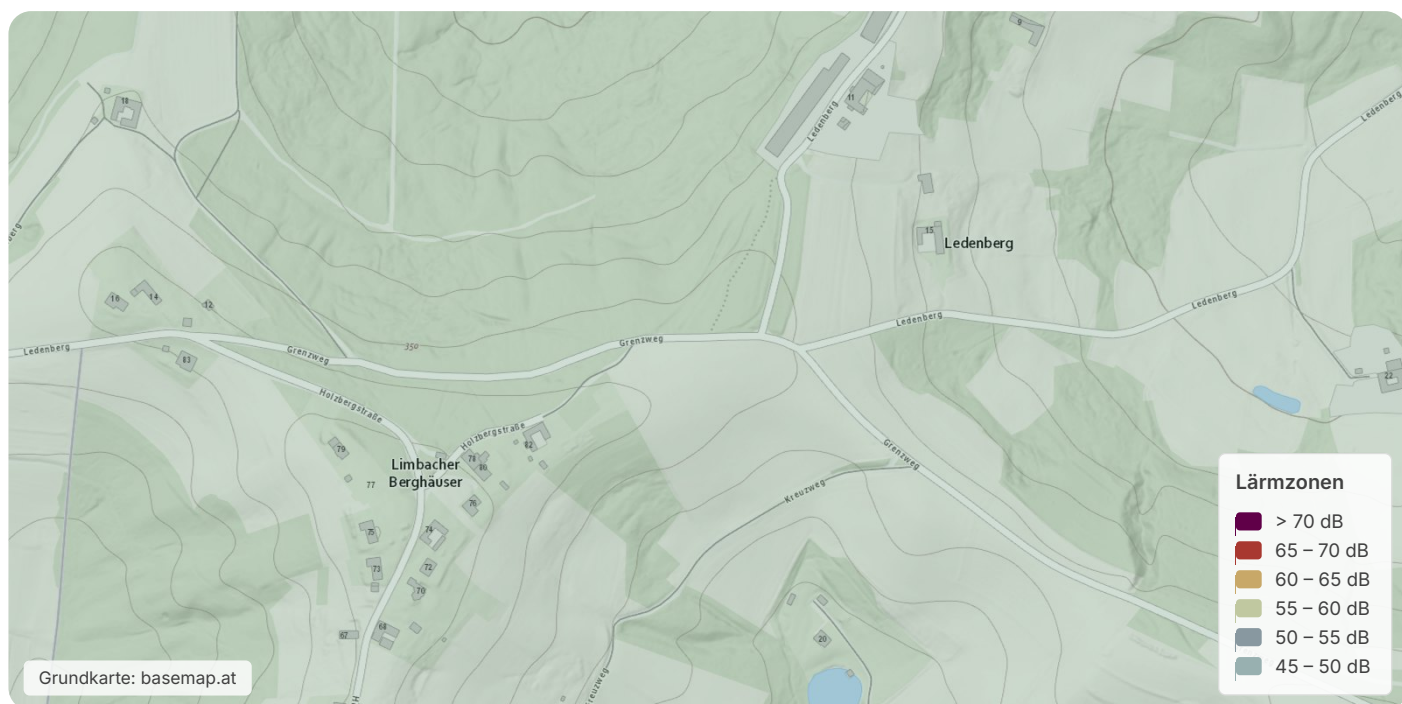 9
18
11
Ledenberg
Ledenberg
berg
15
Ledenberg
16
14
12
Ledenberg
Ledenberg
Grenzweg
350
Grenzweg
Ledenberg
83
22
Holzbergstraße
Holzbergstraße
82
79
78
80
Limbacher
Berghäuser
77
Grenzweg
Kreuzweg
76
75
74
73
72
70
67
68
20
Kreuzweg
H
Lärmzonen
> 70 dB
65 – 70 dB
60 – 65 dB
55 – 60 dB
50 – 55 dB
45 – 50 dB
Grundkarte: basemap.at